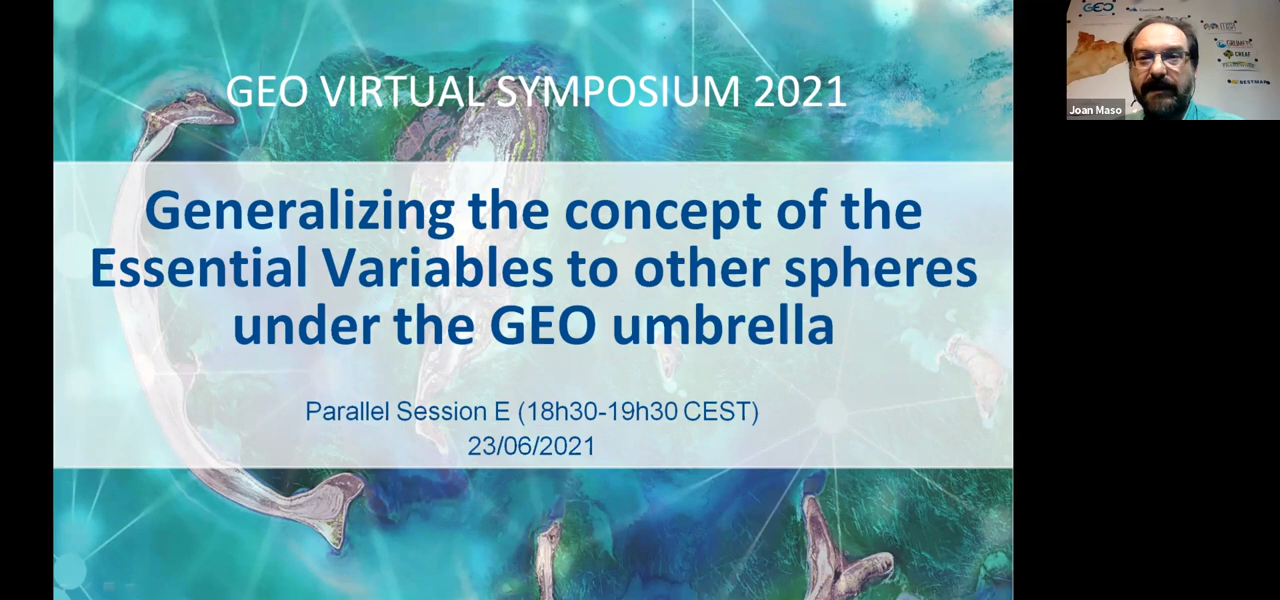 GEO VIRTUAL SYMPOSIUM 2021
Generalizing the concept of the
Essential Variables to other spheres
under the GEO umbrella
Parallel Session E (18h30-19h30 CEST)
23/06/2021
GEO
CREAF
Joan Maso